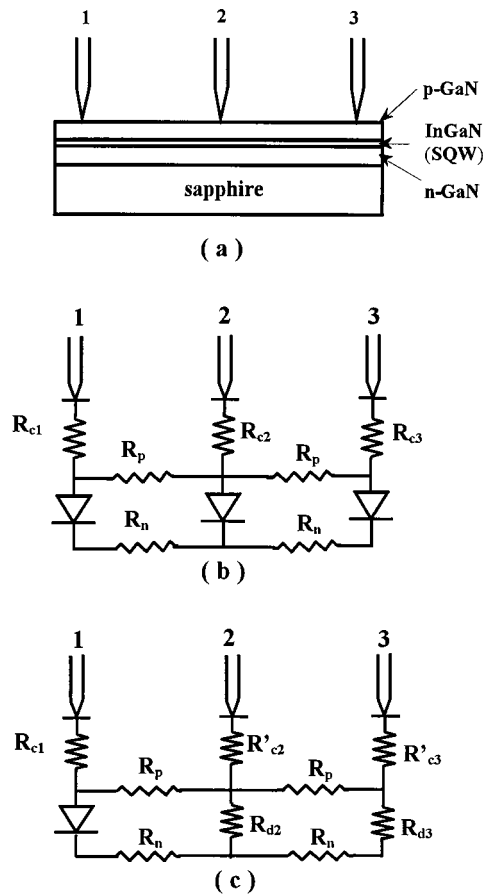 1 2 3
p-GaN
InGaN
(SQW)
n-GaN
sapphire
( a )
1 2 3
Rc1 Rc2 Rc3
Rp Rp
Rn Rn
( b )
1 2 3
Rc1 R'c2 R'c3
Rp Rp
Rd2 Rd3
Rn Rn
( c )